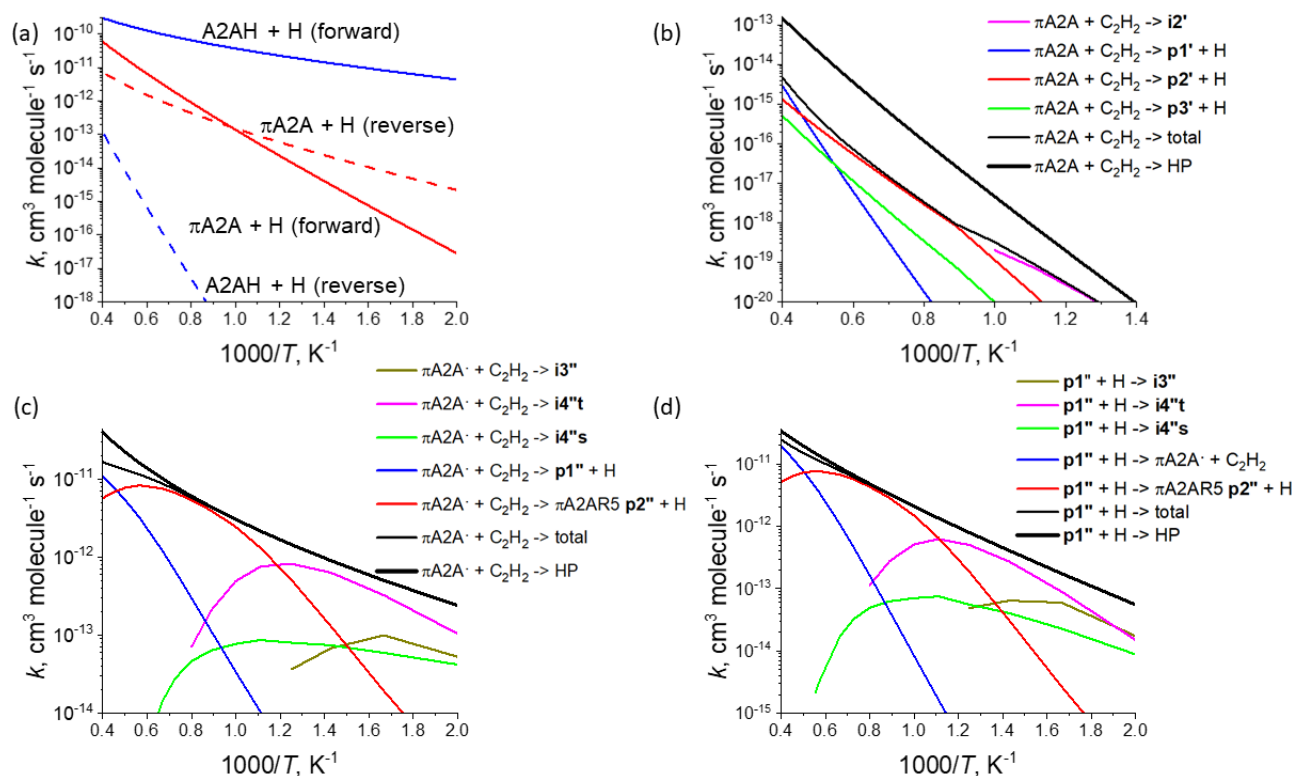 (a)
k, cm³ molecule⁻¹ s⁻¹
10⁻¹⁰
10⁻¹¹
10⁻¹²
10⁻¹³
10⁻¹⁴
10⁻¹⁵
10⁻¹⁶
10⁻¹⁷
10⁻¹⁸
A2AH + H (forward)
πA2A + H (reverse)
πA2A + H (forward)
A2AH + H (reverse)
0.4 0.6 0.8 1.0 1.2 1.4 1.6 1.8 2.0
1000/T, K⁻¹
(b)
k, cm³ molecule⁻¹ s⁻¹
10⁻¹³
10⁻¹⁴
10⁻¹⁵
10⁻¹⁶
10⁻¹⁷
10⁻¹⁸
10⁻¹⁹
10⁻²⁰
0.4 0.6 0.8 1.0 1.2 1.4
1000/T, K⁻¹
πA2A + C₂H₂ -> i2'
πA2A + C₂H₂ -> p1' + H
πA2A + C₂H₂ -> p2' + H
πA2A + C₂H₂ -> p3' + H
πA2A + C₂H₂ -> total
πA2A + C₂H₂ -> HP
(c)
k, cm³ molecule⁻¹ s⁻¹
10⁻¹¹
10⁻¹²
10⁻¹³
10⁻¹⁴
0.4 0.6 0.8 1.0 1.2 1.4 1.6 1.8 2.0
1000/T, K⁻¹
πA2A· + C₂H₂ -> i3"
πA2A· + C₂H₂ -> i4"t
πA2A· + C₂H₂ -> i4"s
πA2A· + C₂H₂ -> p1" + H
πA2A· + C₂H₂ -> πA2AR5 p2" + H
πA2A· + C₂H₂ -> total
πA2A· + C₂H₂ -> HP
(d)
k, cm³ molecule⁻¹ s⁻¹
10⁻¹¹
10⁻¹²
10⁻¹³
10⁻¹⁴
10⁻¹⁵
0.4 0.6 0.8 1.0 1.2 1.4 1.6 1.8 2.0
1000/T, K⁻¹
p1" + H -> i3"
p1" + H -> i4"t
p1" + H -> i4"s
p1" + H -> πA2A· + C₂H₂
p1" + H -> πA2AR5 p2" + H
p1" + H -> total
p1" + H -> HP